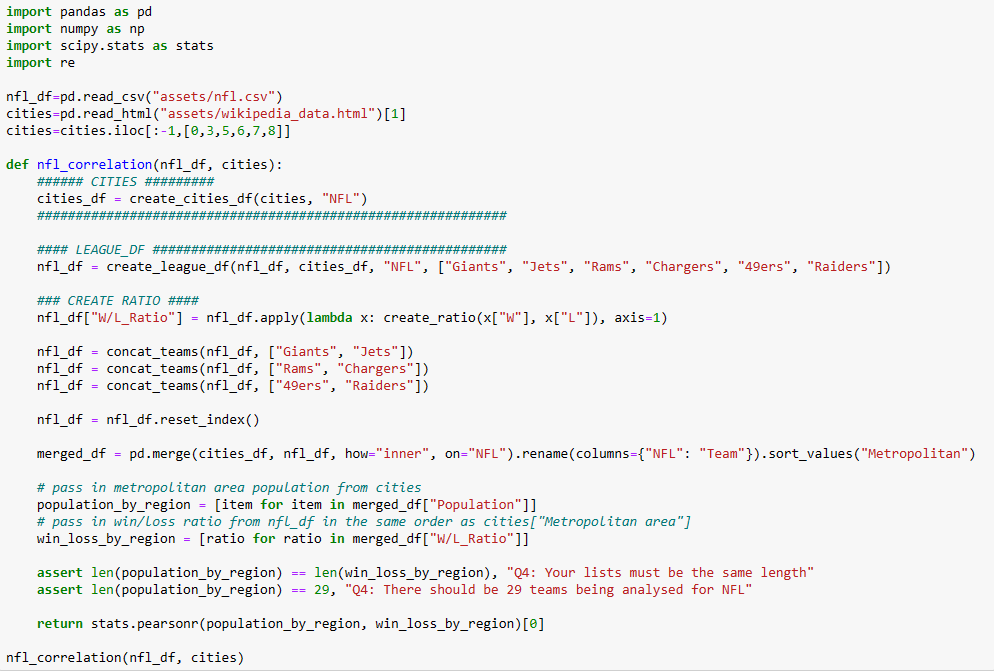 import pandas as pd
import numpy as np
import scipy.stats as stats
import re

nfl_df=pd.read_csv("assets/nfl.csv")
cities=pd.read_html("assets/wikipedia_data.html")[1]
cities=cities.iloc[:-1,[0,3,5,6,7,8]]

def nfl_correlation(nfl_df, cities):
    ###### CITIES #########
    cities_df = create_cities_df(cities, "NFL")
    #############################################################

    #### LEAGUE_DF ##############################################
    nfl_df = create_league_df(nfl_df, cities_df, "NFL", ["Giants", "Jets", "Rams", "Chargers", "49ers", "Raiders"])

    ### CREATE RATIO ####
    nfl_df["W/L_Ratio"] = nfl_df.apply(lambda x: create_ratio(x["W"], x["L"]), axis=1)

    nfl_df = concat_teams(nfl_df, ["Giants", "Jets"])
    nfl_df = concat_teams(nfl_df, ["Rams", "Chargers"])
    nfl_df = concat_teams(nfl_df, ["49ers", "Raiders"])

    nfl_df = nfl_df.reset_index()

    merged_df = pd.merge(cities_df, nfl_df, how="inner", on="NFL").rename(columns={"NFL": "Team"}).sort_values("Metropolitan")

    # pass in metropolitan area population from cities
    population_by_region = [item for item in merged_df["Population"]]
    # pass in win/loss ratio from nfl_df in the same order as cities["Metropolitan area"]
    win_loss_by_region = [ratio for ratio in merged_df["W/L_Ratio"]]

    assert len(population_by_region) == len(win_loss_by_region), "Q4: Your lists must be the same length"
    assert len(population_by_region) == 29, "Q4: There should be 29 teams being analysed for NFL"

    return stats.pearsonr(population_by_region, win_loss_by_region)[0]

nfl_correlation(nfl_df, cities)